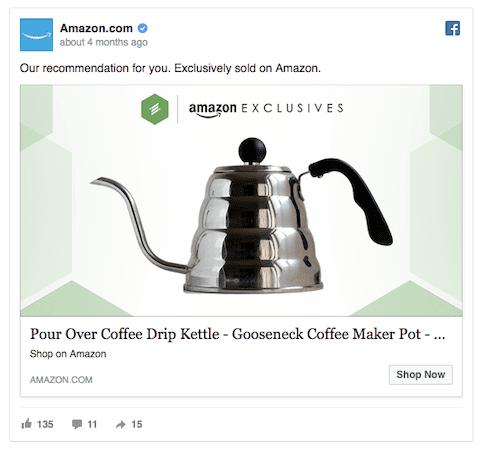 Amazon.com
about 4 months ago
Our recommendation for you. Exclusively sold on Amazon.
amazon EXCLUSIVES
Pour Over Coffee Drip Kettle - Gooseneck Coffee Maker Pot - ...
Shop on Amazon
AMAZON.COM
Shop Now
135 11 15